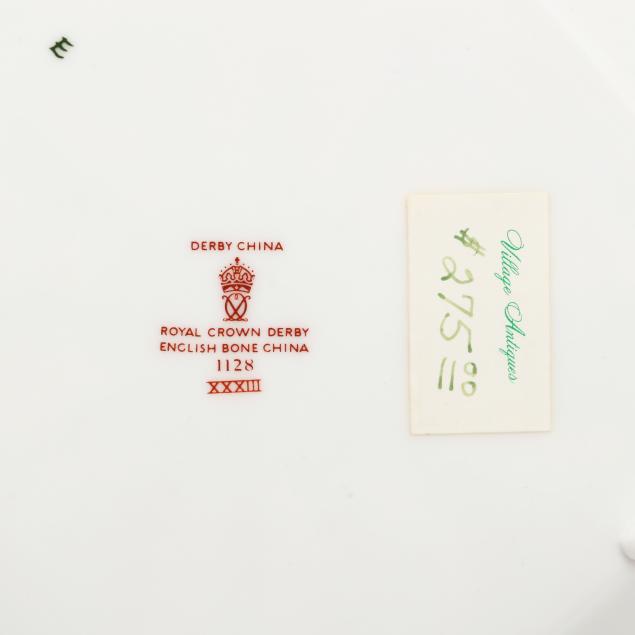 E
DERBY CHINA
ROYAL CROWN DERBY
ENGLISH BONE CHINA
1128
XXXIII
Village Antiques
$275.00